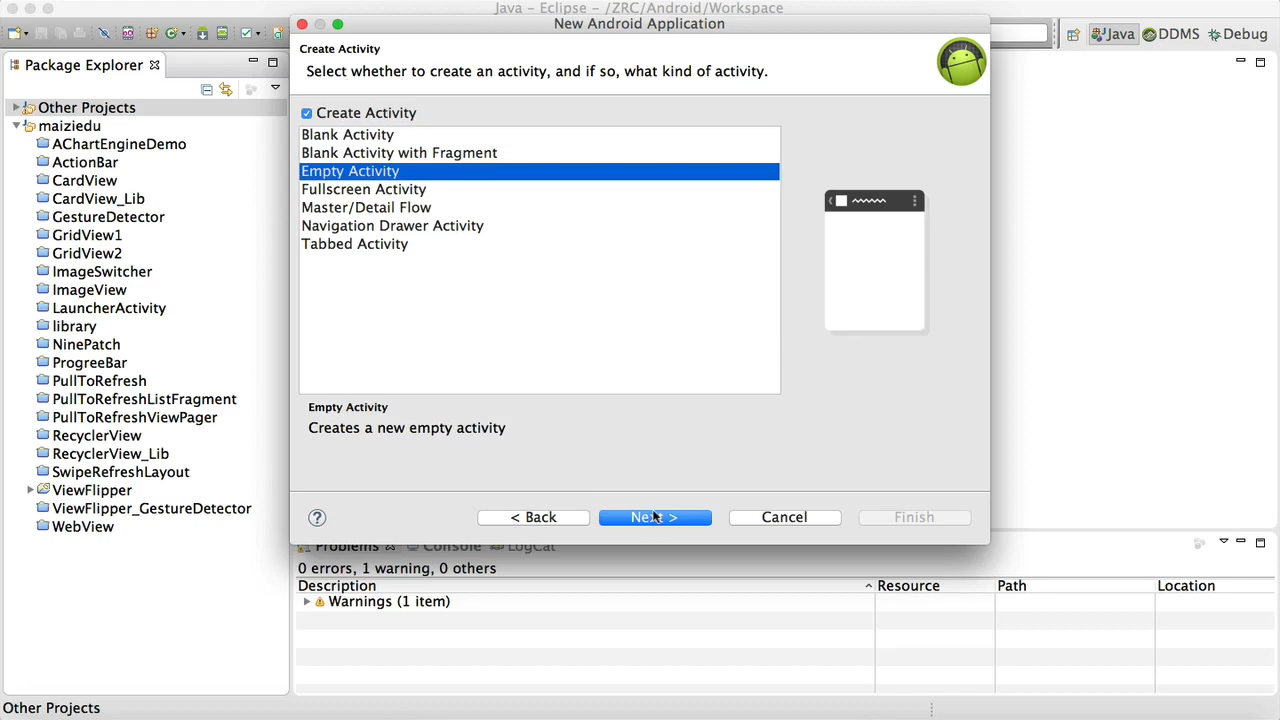 Java – Eclipse – /ZRC/Android/Workspace
New Android Application
Java
DDMS
Debug
Package Explorer
Create Activity
Select whether to create an activity, and if so, what kind of activity.
Create Activity
Blank Activity
Blank Activity with Fragment
Empty Activity
Fullscreen Activity
Master/Detail Flow
Navigation Drawer Activity
Tabbed Activity
Empty Activity
Creates a new empty activity
< Back
Next >
Cancel
Finish
Other Projects
maiziedu
AChartEngineDemo
ActionBar
CardView
CardView_Lib
GestureDetector
GridView1
GridView2
ImageSwitcher
ImageView
LauncherActivity
library
NinePatch
ProgreeBar
PullToRefresh
PullToRefreshListFragment
PullToRefreshViewPager
RecyclerView
RecyclerView_Lib
SwipeRefreshLayout
ViewFlipper
ViewFlipper_GestureDetector
WebView
Problems
Console
LogCat
0 errors, 1 warning, 0 others
Description
Resource
Path
Location
Warnings (1 item)
Other Projects